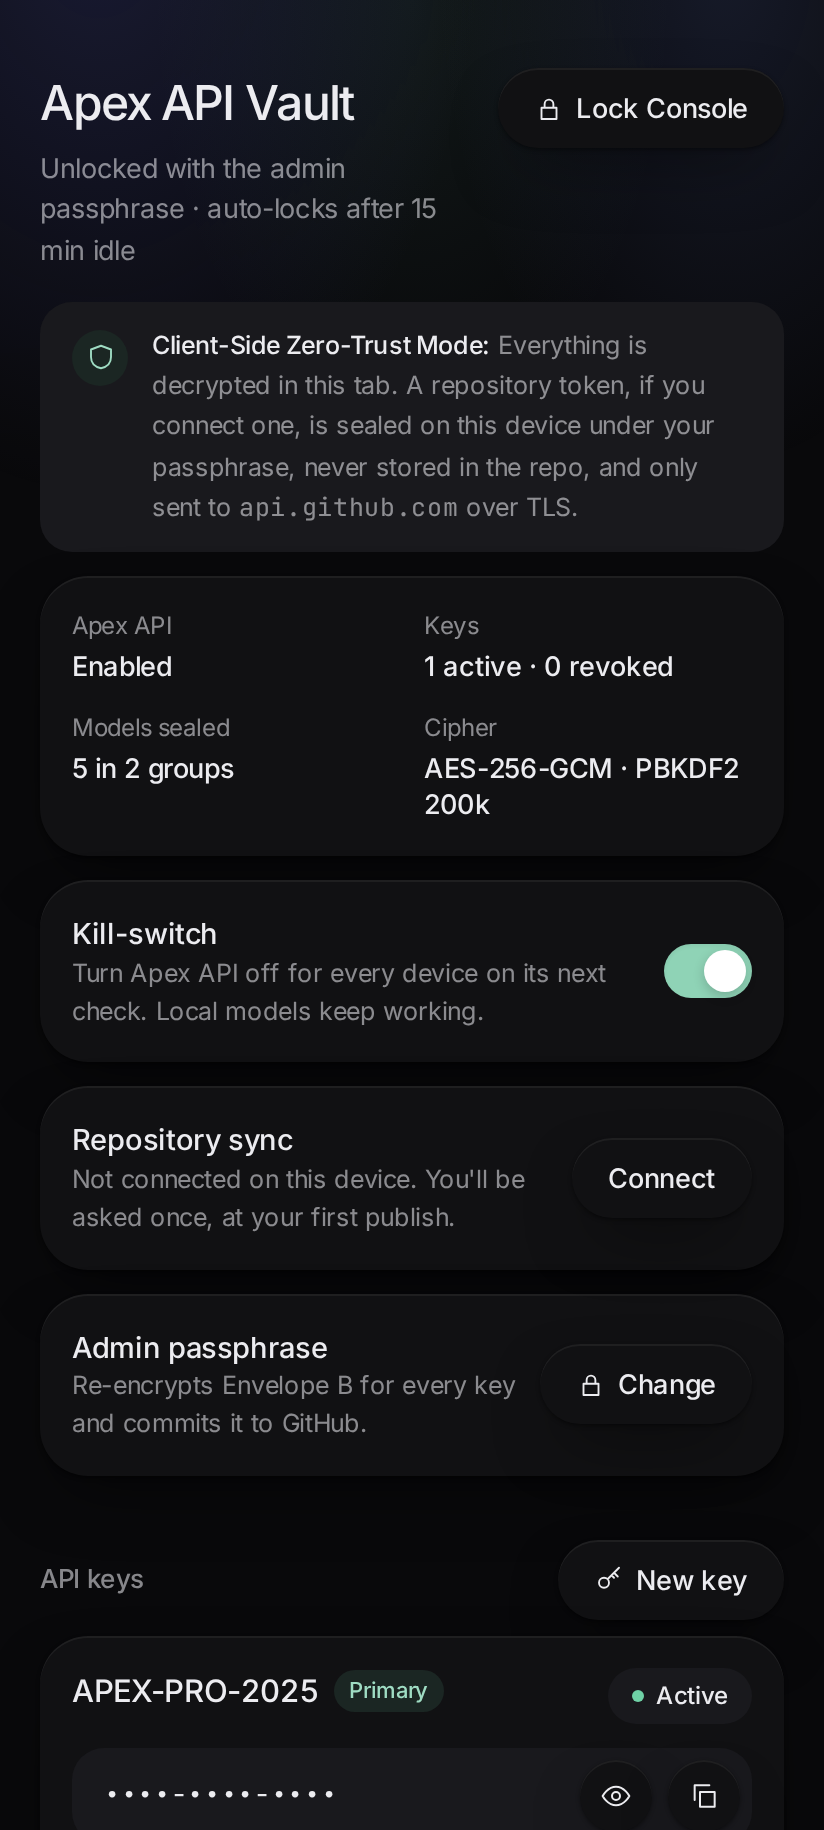 Apex API Vault
Lock Console
Unlocked with the admin
passphrase · auto-locks after 15
min idle
Client-Side Zero-Trust Mode: Everything is
decrypted in this tab. A repository token, if you
connect one, is sealed on this device under your
passphrase, never stored in the repo, and only
sent to api.github.com over TLS.
Apex API
Enabled
Keys
1 active · 0 revoked
Models sealed
5 in 2 groups
Cipher
AES-256-GCM · PBKDF2
200k
Kill-switch
Turn Apex API off for every device on its next
check. Local models keep working.
Repository sync
Not connected on this device. You'll be
asked once, at your first publish.
Connect
Admin passphrase
Re-encrypts Envelope B for every key
and commits it to GitHub.
Change
API keys
New key
APEX-PRO-2025
Primary
Active
••••-••••-••••